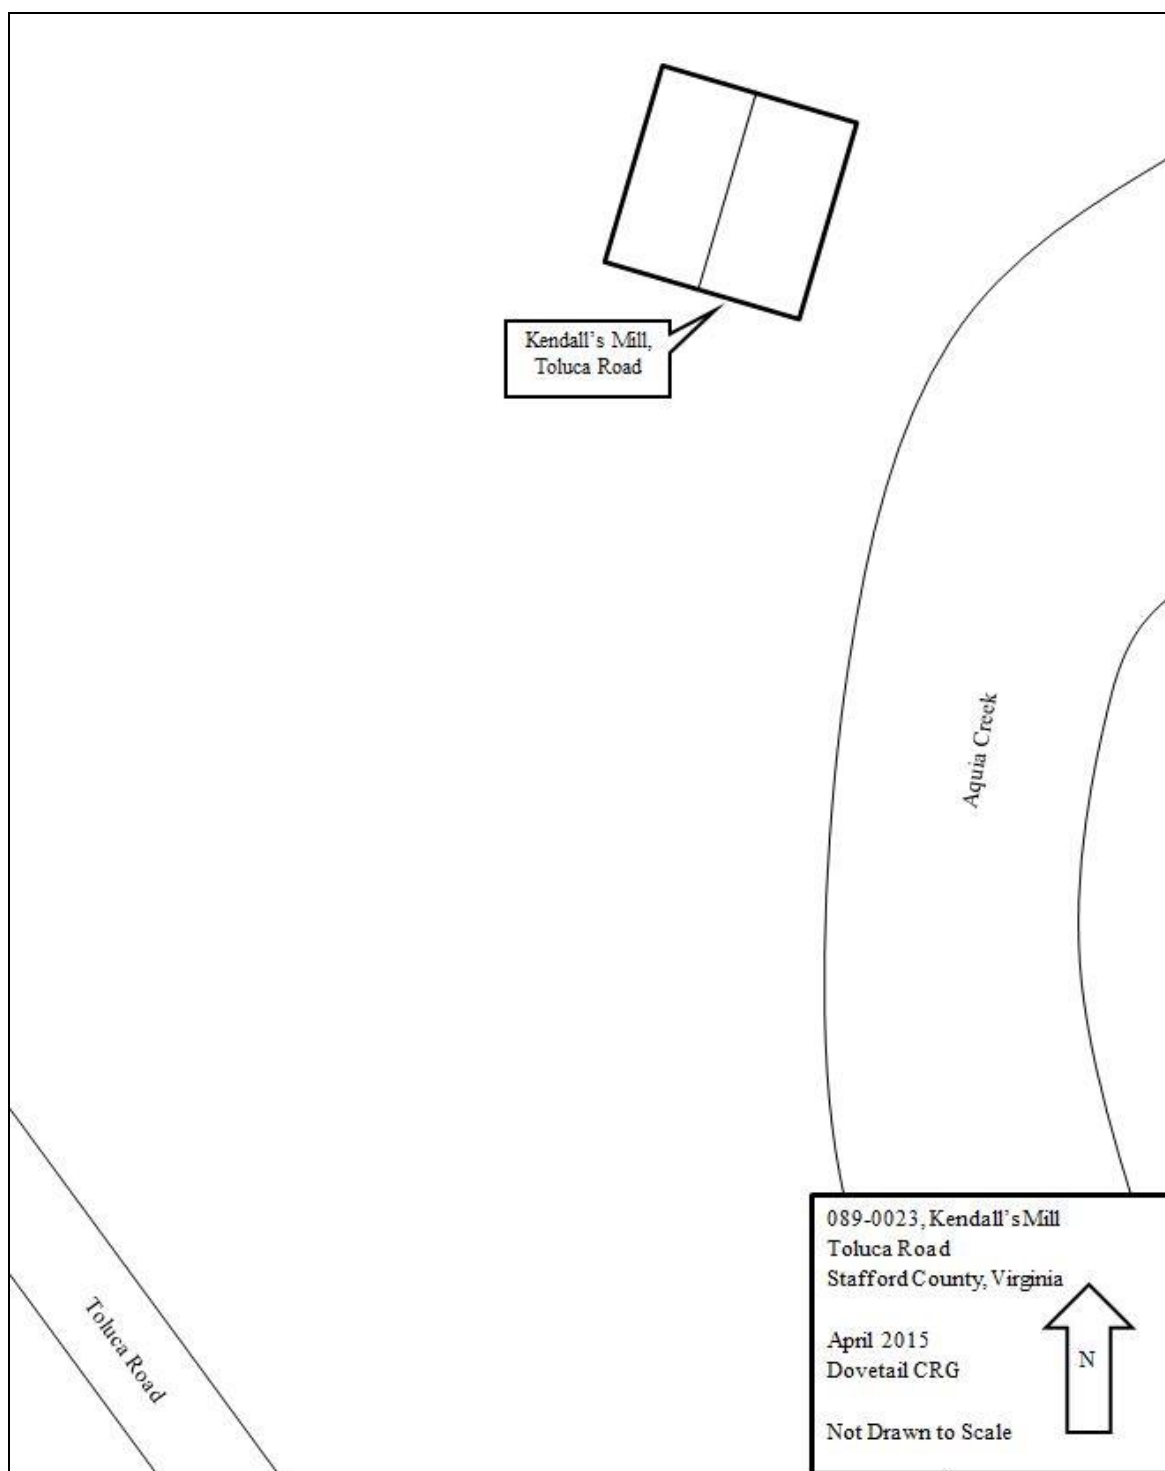 Kendall's Mill,
Toluca Road
Aquia Creek
Toluca Road
089-0023, Kendall's Mill
Toluca Road
Stafford County, Virginia
April 2015
Dovetail CRG
N
Not Drawn to Scale